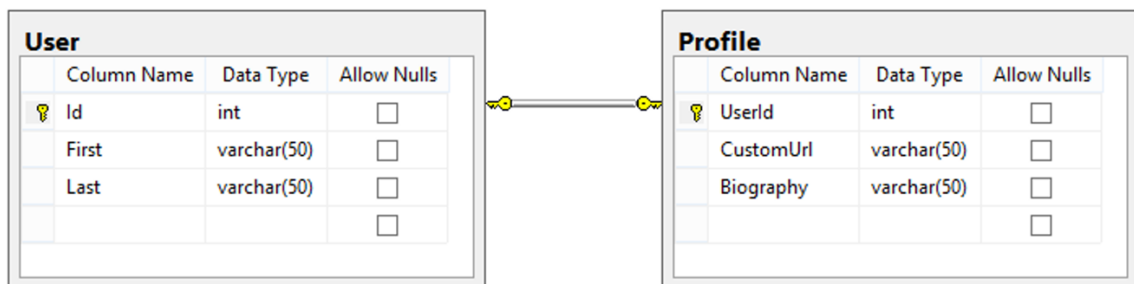 User
Column Name Data Type Allow Nulls
Id int
First varchar(50)
Last varchar(50)
Profile
Column Name Data Type Allow Nulls
UserId int
CustomUrl varchar(50)
Biography varchar(50)